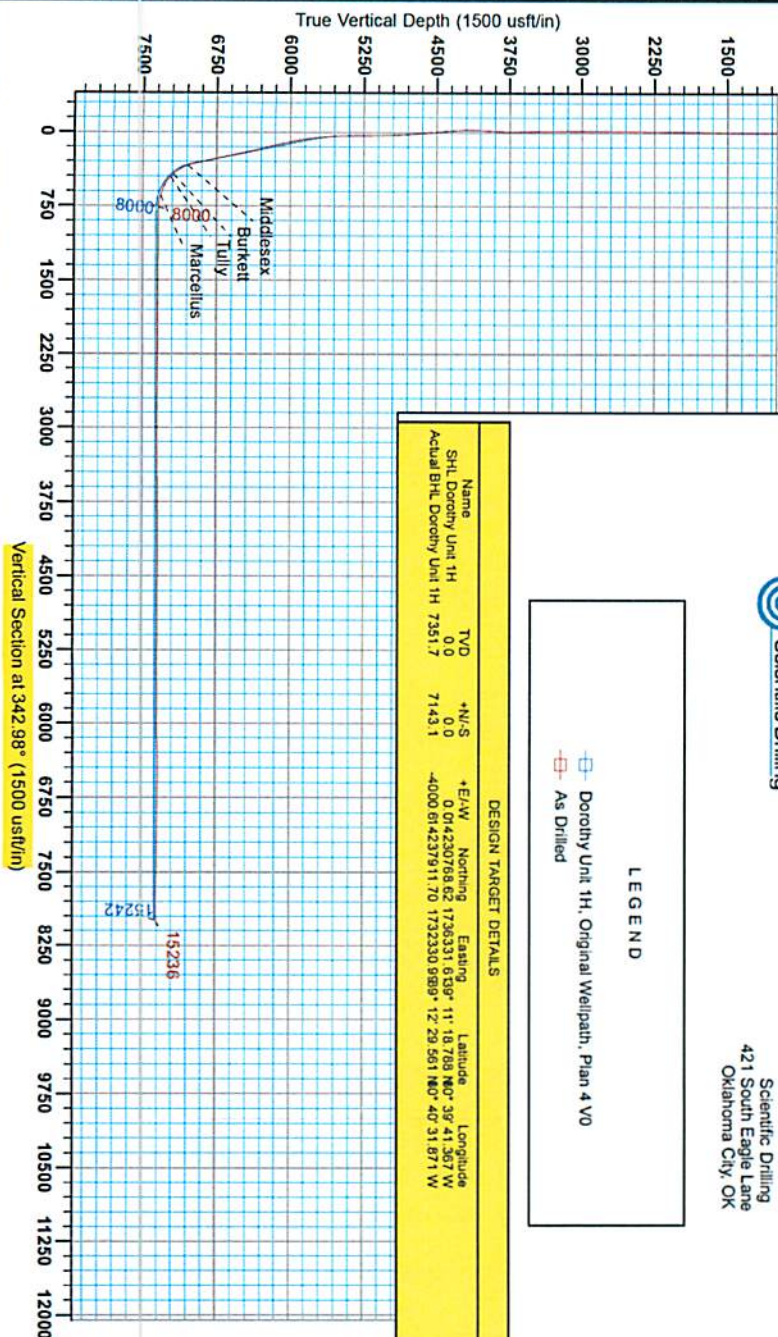 Scientific Drilling
421 South Eagle Lane
Oklahoma City, OK
LEGEND
Dorothy Unit 1H, Original Wellpath, Plan 4 V0
As Drilled
DESIGN TARGET DETAILS
Name TVD +N/-S +E/-W Northing Easting Latitude Longitude
SHL Dorothy Unit 1H 0.0 0.0 0.0
Actual BHL Dorothy Unit 1H 7351.7 7143.1
True Vertical Depth (1500 usft/in)
1500
2250
3000
3750
4500
5250
6000
6750
7500
Middlesex
Burkett
Tully
Marcellus
8000
8000
15236
15242
0 750 1500 2250 3000 3750 4500 5250 6000 6750 7500 8250 9000 9750 10500 11250 12000
Vertical Section at 342.98° (1500 usft/in)